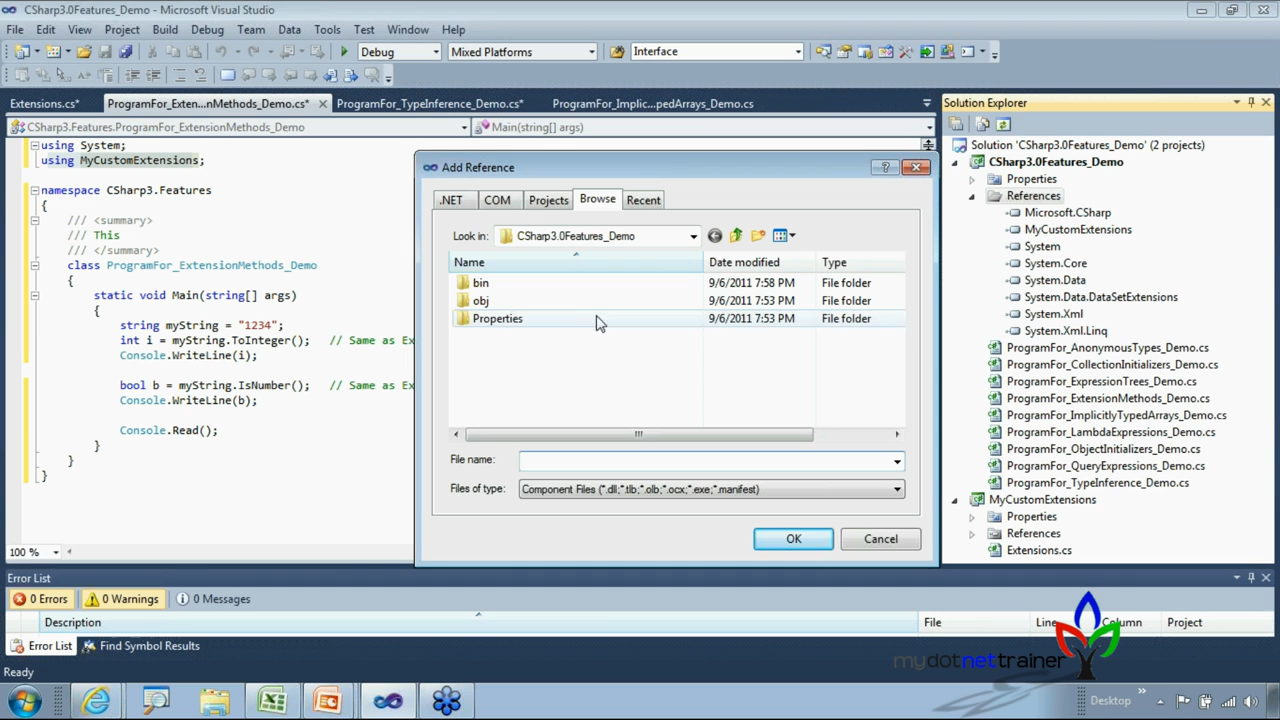 CSharp3.0Features_Demo - Microsoft Visual Studio
File Edit View Project Build Debug Team Data Tools Test Window Help
Debug Mixed Platforms Interface
Extensions.cs* ProgramFor_Exten...nMethods_Demo.cs* ProgramFor_TypeInference_Demo.cs* ProgramFor_Implic...pedArrays_Demo.cs
CSharp3.Features.ProgramFor_ExtensionMethods_Demo Main(string[] args)
using System;
using MyCustomExtensions;
namespace CSharp3.Features
{
/// <summary>
/// This
/// </summary>
class ProgramFor_ExtensionMethods_Demo
{
static void Main(string[] args)
{
string myString = "1234";
int i = myString.ToInteger(); // Same as Ex
Console.WriteLine(i);
bool b = myString.IsNumber(); // Same as Ex
Console.WriteLine(b);
Console.Read();
}
}
}
100 %
Add Reference
.NET COM Projects Browse Recent
Look in: CSharp3.0Features_Demo
Name Date modified Type
bin 9/6/2011 7:58 PM File folder
obj 9/6/2011 7:53 PM File folder
Properties 9/6/2011 7:53 PM File folder
File name:
Files of type: Component Files (*.dll;*.tlb;*.olb;*.ocx;*.exe;*.manifest)
OK Cancel
Solution Explorer
Solution 'CSharp3.0Features_Demo' (2 projects)
CSharp3.0Features_Demo
Properties
References
Microsoft.CSharp
MyCustomExtensions
System
System.Core
System.Data
System.Data.DataSetExtensions
System.Xml
System.Xml.Linq
ProgramFor_AnonymousTypes_Demo.cs
ProgramFor_CollectionInitializers_Demo.cs
ProgramFor_ExpressionTrees_Demo.cs
ProgramFor_ExtensionMethods_Demo.cs
ProgramFor_ImplicitlyTypedArrays_Demo.cs
ProgramFor_LambdaExpressions_Demo.cs
ProgramFor_ObjectInitializers_Demo.cs
ProgramFor_QueryExpressions_Demo.cs
ProgramFor_TypeInference_Demo.cs
MyCustomExtensions
Properties
References
Extensions.cs
Error List
0 Errors 0 Warnings 0 Messages
Description File Line Column Project
Error List Find Symbol Results
Ready
mydotnettrainer
Desktop